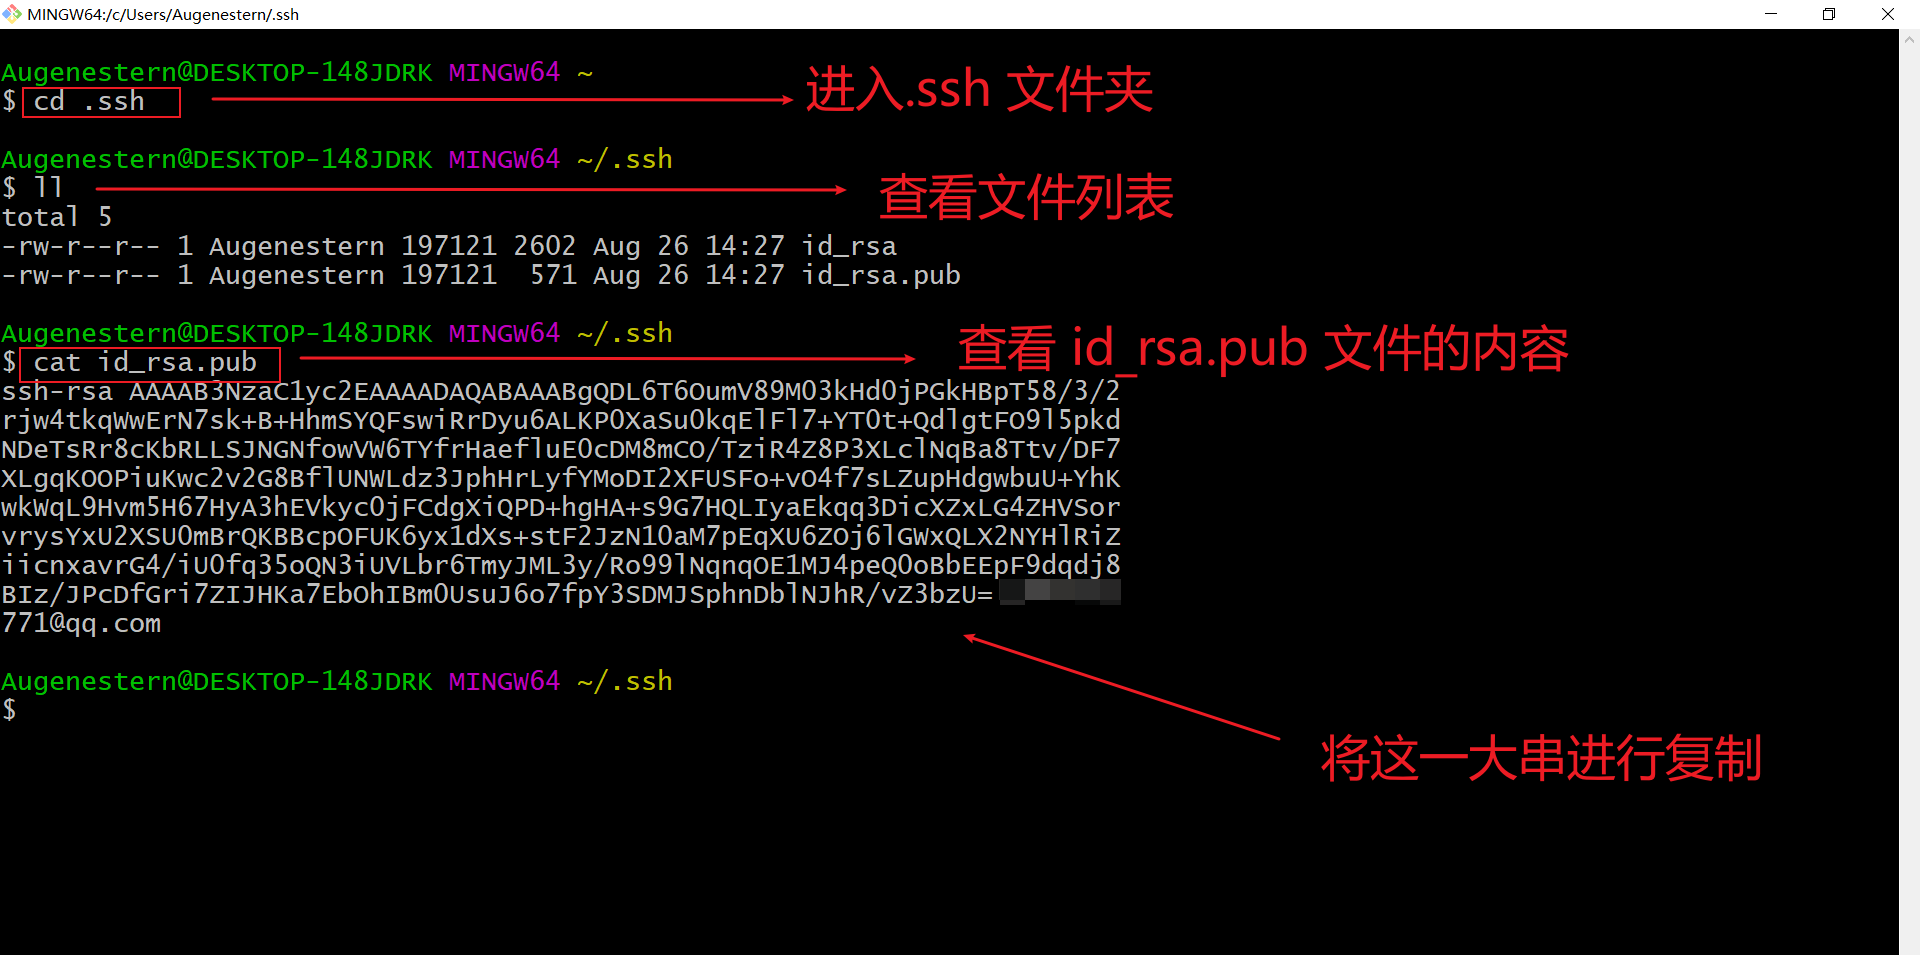 MINGW64:/c/Users/Augenestern/.ssh
Augenestern@DESKTOP-148JDRK MINGW64 ~
$ cd .ssh
进入.ssh 文件夹
Augenestern@DESKTOP-148JDRK MINGW64 ~/.ssh
$ ll
查看文件列表
total 5
-rw-r--r-- 1 Augenestern 197121 2602 Aug 26 14:27 id_rsa
-rw-r--r-- 1 Augenestern 197121  571 Aug 26 14:27 id_rsa.pub
Augenestern@DESKTOP-148JDRK MINGW64 ~/.ssh
$ cat id_rsa.pub
查看 id_rsa.pub 文件的内容
ssh-rsa AAAAB3NzaC1yc2EAAAADAQABAAABgQDL6T6OumV89M03kHd0jPGkHBpT58/3/2
rjw4tkqWwErN7sk+B+HhmSYQFswiRrDyu6ALKP0XaSu0kqElFl7+YT0t+QdlgtFO9l5pkd
NDeTsRr8cKbRLLSJNGNfowVW6TYfrHaefluE0cDM8mCO/TziR4Z8P3XLclNqBa8Ttv/DF7
XLgqKOOPiuKwc2v2G8BflUNWLdz3JphHrLyfYMoDI2XFUSFo+vO4f7sLZupHdgwbuU+YhK
wkWqL9Hvm5H67HyA3hEVkyc0jFCdgXiQPD+hgHA+s9G7HQLIyaEkqq3DicXZxLG4ZHVSor
vrysYxU2XSU0mBrQKBBcpOFUK6yx1dXs+stF2JzN10aM7pEqXU6ZOj6lGWxQLX2NYHlRiZ
iicnxavrG4/iU0fq35oQN3iUVLbr6TmyJML3y/Ro99lNqnqOE1MJ4peQ0oBbEEpF9dqdj8
BIz/JPcDfGri7ZIJHKa7EbOhIBm0UsuJ6o7fpY3SDMJSphnDblNJhR/vZ3bzU=
771@qq.com
Augenestern@DESKTOP-148JDRK MINGW64 ~/.ssh
$
将这一大串进行复制